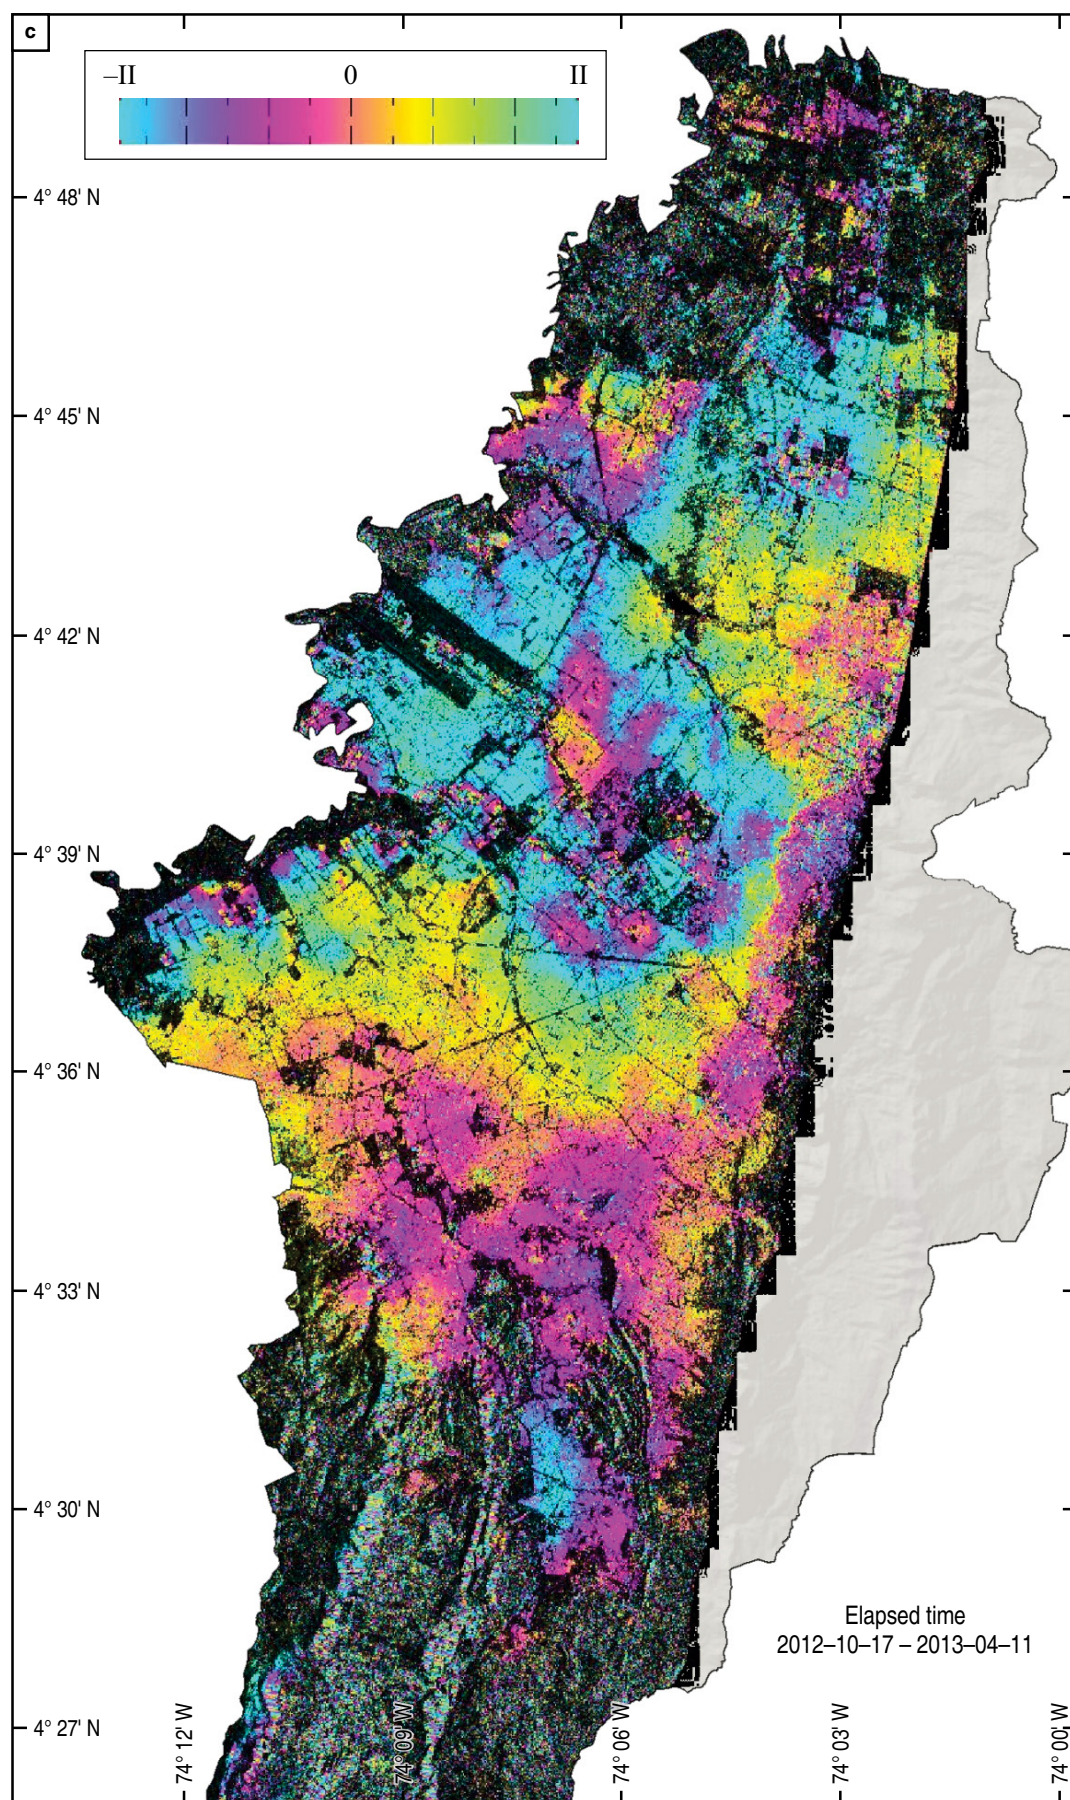 c
–II 0 II
4° 48' N
4° 45' N
4° 42' N
4° 39' N
4° 36' N
4° 33' N
4° 30' N
4° 27' N
Elapsed time
2012–10–17 – 2013–04–11
74° 12' W
74° 09' W
74° 06' W
74° 03' W
74° 00' W